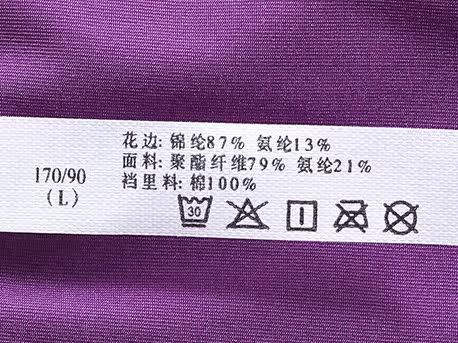 花边: 锦纶87% 氨纶13%
面料: 聚酯纤维79% 氨纶21%
裆里料: 棉100%
170/90
(L)
30